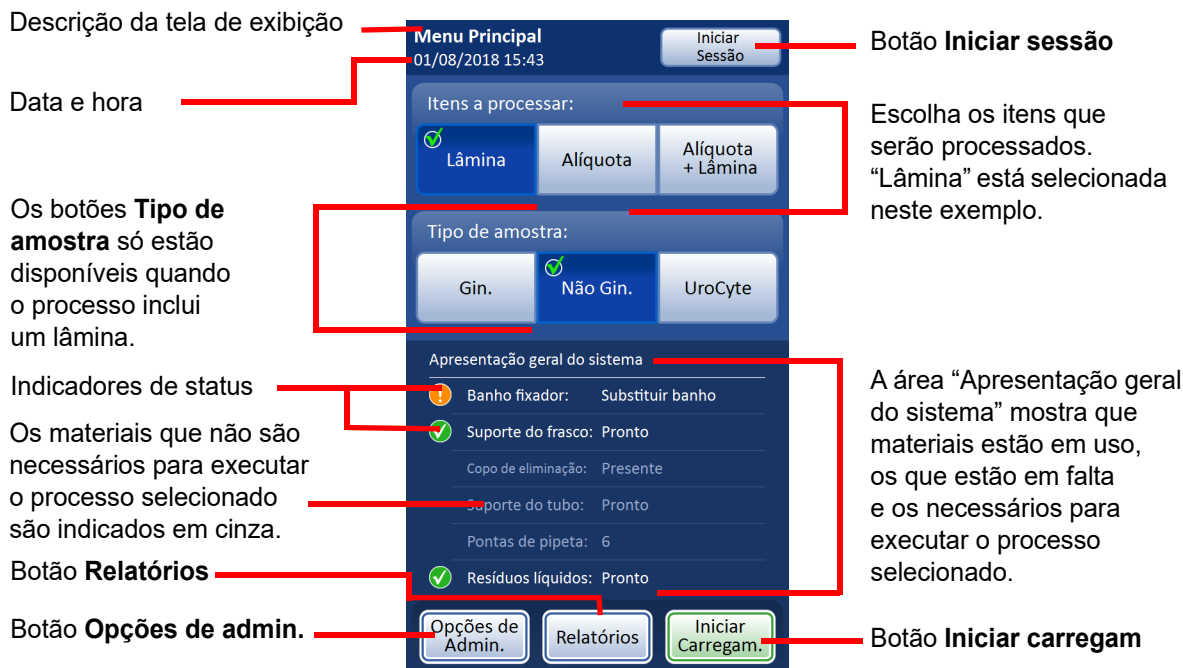 Descrição da tela de exibição
Data e hora
Os botões Tipo de
amostra só estão
disponíveis quando
o processo inclui
um lâmina.
Indicadores de status
Os materiais que não são
necessários para executar
o processo selecionado
são indicados em cinza.
Botão Relatórios
Botão Opções de admin.
Menu Principal
01/08/2018 15:43
Iniciar
Sessão
Itens a processar:
Lâmina
Alíquota
Alíquota
+ Lâmina
Tipo de amostra:
Gin.
Não Gin.
UroCyte
Apresentação geral do sistema
Banho fixador: Substituir banho
Suporte do frasco: Pronto
Copo de eliminação: Presente
Suporte do tubo: Pronto
Pontas de pipeta: 6
Resíduos líquidos: Pronto
Opções de
Admin.
Relatórios
Iniciar
Carregam.
Botão Iniciar sessão
Escolha os itens que
serão processados.
“Lâmina” está selecionada
neste exemplo.
A área “Apresentação geral
do sistema” mostra que
materiais estão em uso,
os que estão em falta
e os necessários para
executar o processo
selecionado.
Botão Iniciar carregam